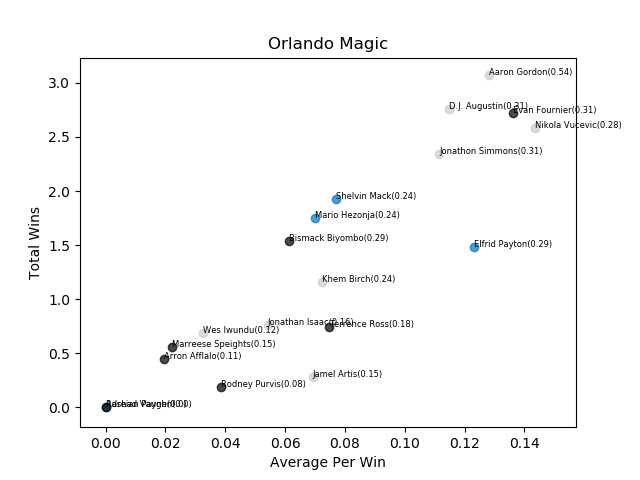 Orlando Magic
Total Wins
3.0
2.5
2.0
1.5
1.0
0.5
0.0
Aaron Gordon(0.54)
D.J. Augustin(0.31)
Evan Fournier(0.31)
Nikola Vucevic(0.28)
Jonathon Simmons(0.31)
Shelvin Mack(0.24)
Mario Hezonja(0.24)
Bismack Biyombo(0.29)
Elfrid Payton(0.29)
Khem Birch(0.24)
Jonathan Isaac(0.16)
Terrence Ross(0.18)
Wes Iwundu(0.12)
Marreese Speights(0.15)
Arron Afflalo(0.11)
Jamel Artis(0.15)
Rodney Purvis(0.08)
0.00 0.02 0.04 0.06 0.08 0.10 0.12 0.14
Average Per Win